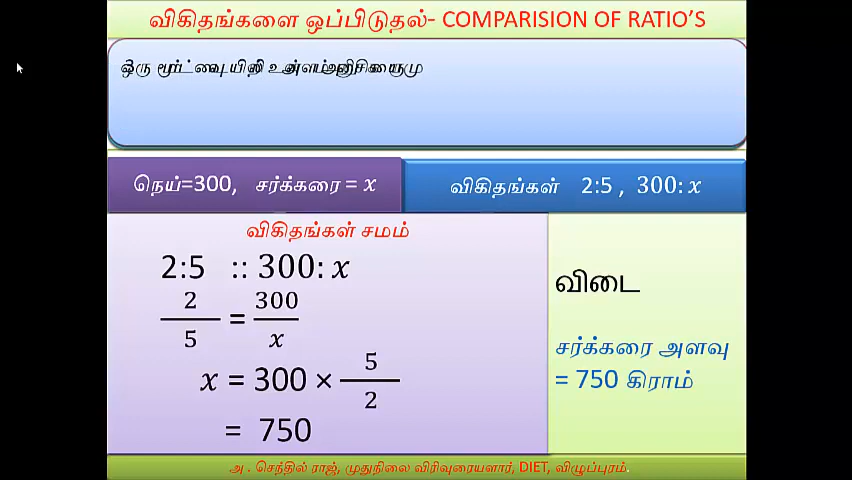 விகிதங்களை ஒப்பிடுதல்- COMPARISION OF RATIO'S
நெய்=300, சர்க்கரை = x
விகிதங்கள் 2:5 , 300: x
விகிதங்கள் சமம்
2:5 :: 300: x
2/5 = 300/x
x = 300 × 5/2
= 750
விடை
சர்க்கரை அளவு
= 750 கிராம்
அ . செந்தில் ராஜ், முதுநிலை விரிவுரையாளர், DIET, விழுப்புரம்.